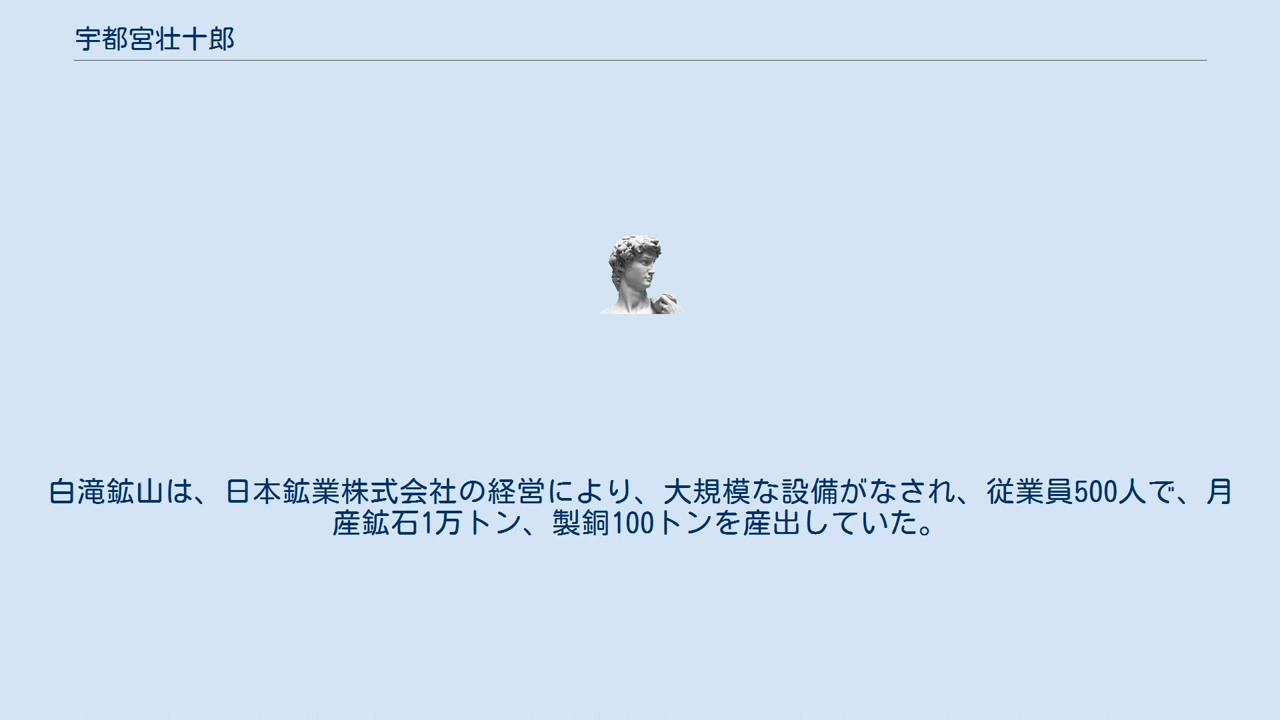 宇都宮壮十郎
白滝鉱山は、日本鉱業株式会社の経営により、大規模な設備がなされ、従業員500人で、月
産鉱石1万トン、製銅100トンを産出していた。